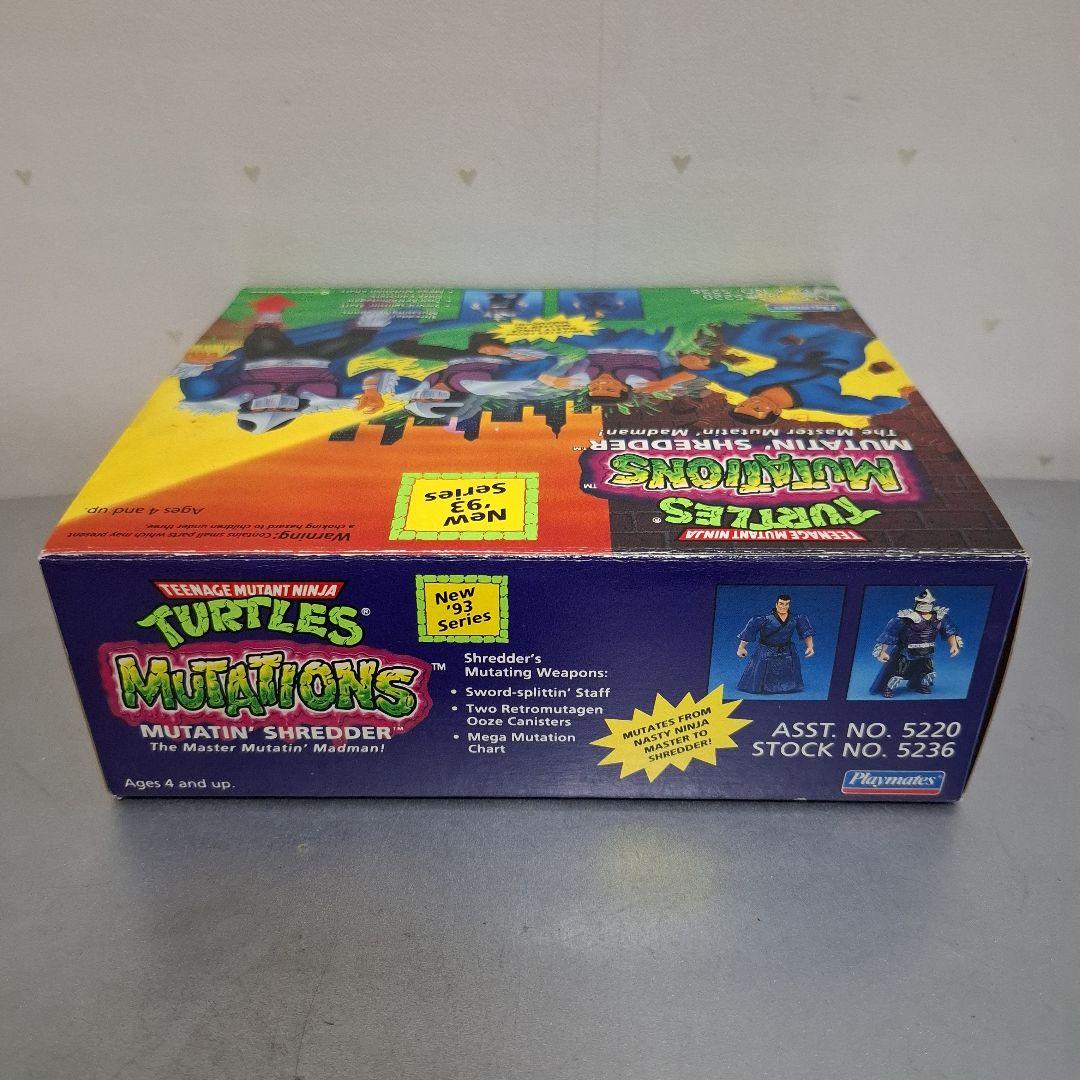 Playmates
TURTLES
TEENAGE MUTANT NINJA
®
MUTATIONS
TM
MUTATIN' SHREDDER™
The Master Mutatin' Madman!
New
'93
Series
Ages 4 and up.
Warning: Contains small parts which may present
a choking hazard to children under three.
TEENAGE MUTANT NINJA
TURTLES®
MUTATIONS™
MUTATIN' SHREDDER™
The Master Mutatin' Madman!
Ages 4 and up.
New
'93
Series
Shredder's
Mutating Weapons:
• Sword-splittin' Staff
• Two Retromutagen
Ooze Canisters
• Mega Mutation
Chart
MUTATES FROM
NASTY NINJA
MASTER TO
SHREDDER!
ASST. NO. 5220
STOCK NO. 5236
Playmates®